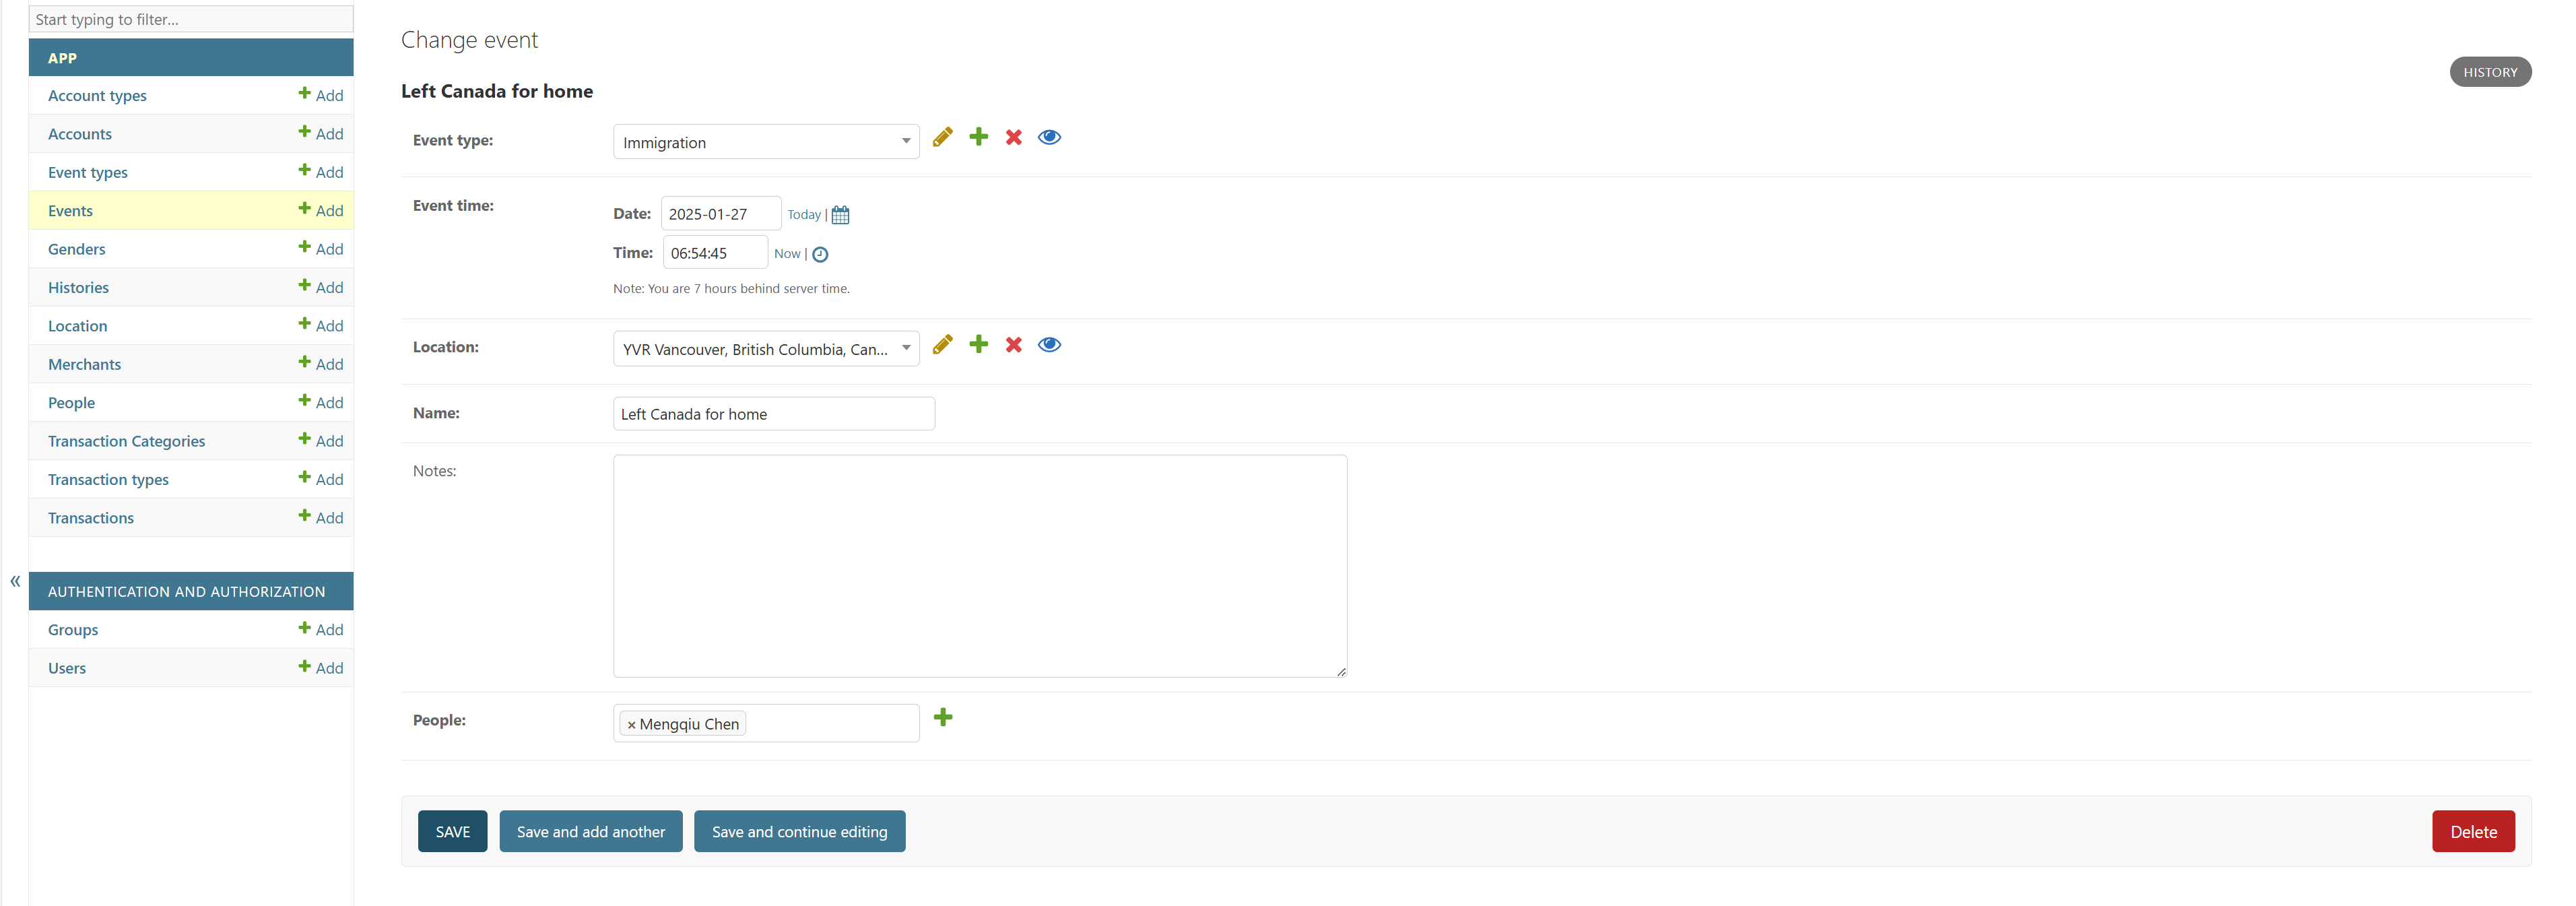 Start typing to filter...
APP
Account types Add
Accounts Add
Event types Add
Events Add
Genders Add
Histories Add
Location Add
Merchants Add
People Add
Transaction Categories Add
Transaction types Add
Transactions Add
«
AUTHENTICATION AND AUTHORIZATION
Groups Add
Users Add
Change event
HISTORY
Left Canada for home
Event type: Immigration
Event time: Date: 2025-01-27 Today |
Time: 06:54:45 Now |
Note: You are 7 hours behind server time.
Location: YVR Vancouver, British Columbia, Can...
Name: Left Canada for home
Notes:
People: × Mengqiu Chen
SAVE Save and add another Save and continue editing Delete